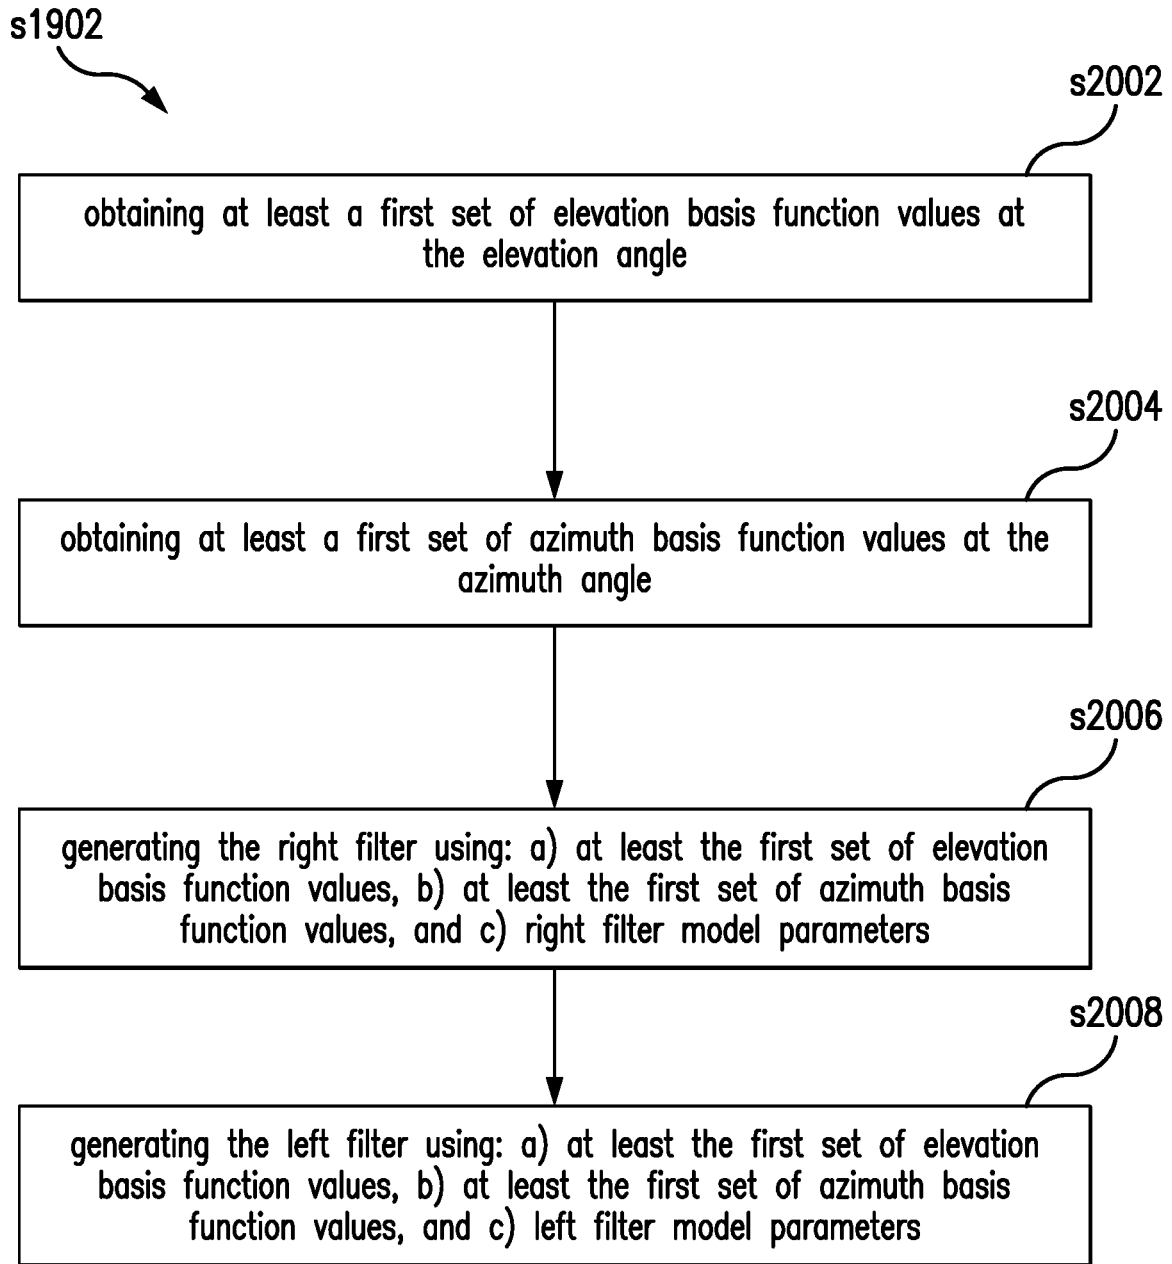 s1902
s2002
obtaining at least a first set of elevation basis function values at
the elevation angle
s2004
obtaining at least a first set of azimuth basis function values at the
azimuth angle
s2006
generating the right filter using: a) at least the first set of elevation
basis function values, b) at least the first set of azimuth basis
function values, and c) right filter model parameters
s2008
generating the left filter using: a) at least the first set of elevation
basis function values, b) at least the first set of azimuth basis
function values, and c) left filter model parameters